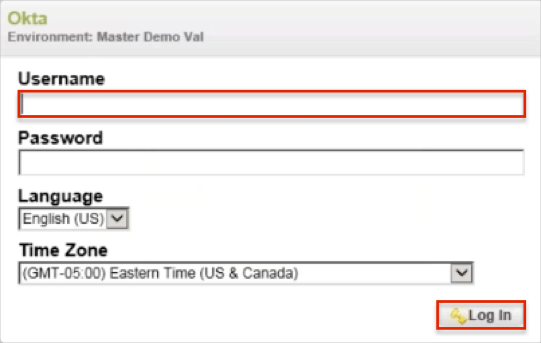 Okta
Environment: Master Demo Val
Username
Password
Language
English (US)
Time Zone
(GMT-05:00) Eastern Time (US & Canada)
Log In